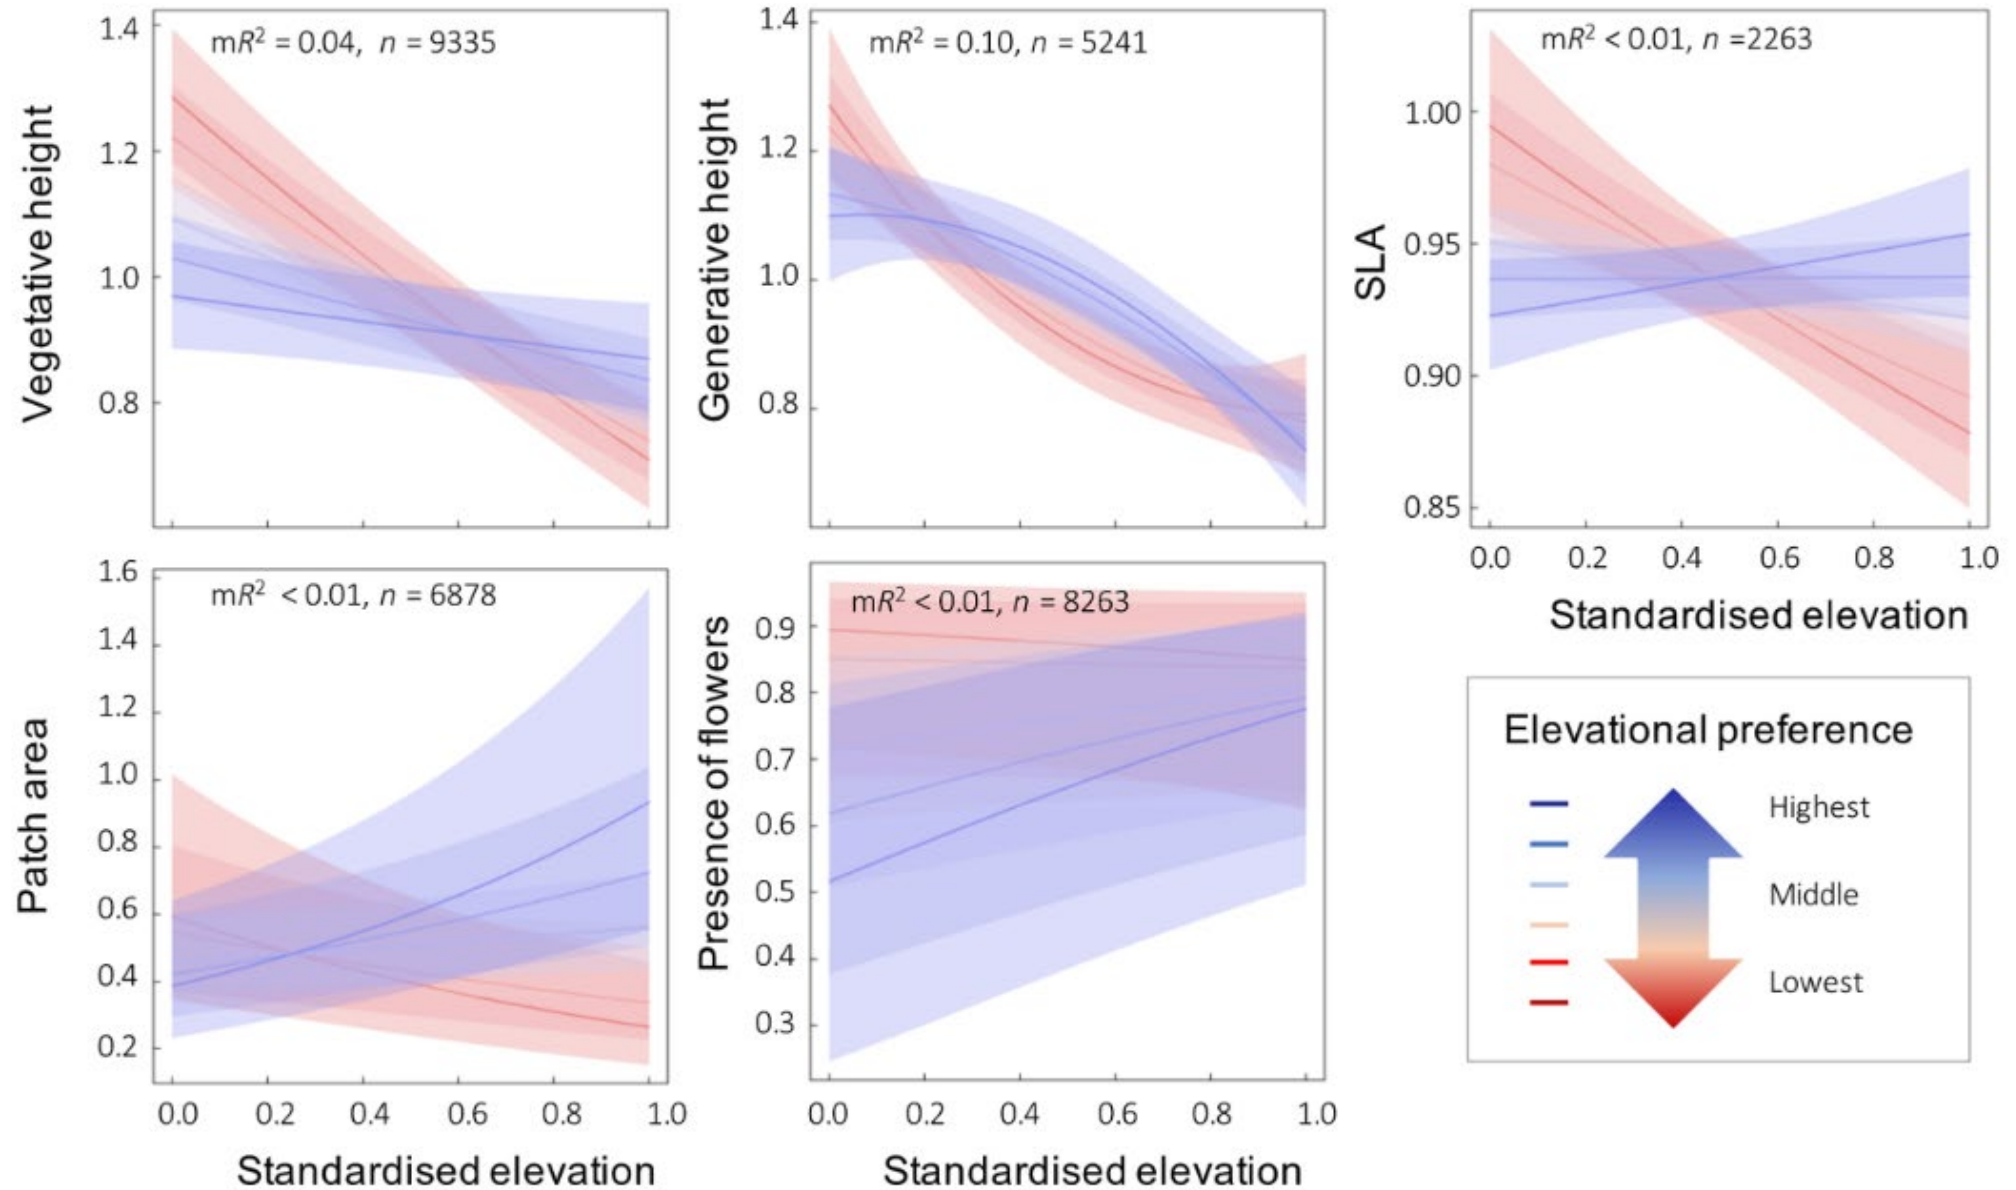 mR² = 0.04, n = 9335
Vegetative height
1.4
1.2
1.0
0.8
mR² = 0.10, n = 5241
Generative height
1.4
1.2
1.0
0.8
mR² < 0.01, n =2263
SLA
1.00
0.95
0.90
0.85
0.0 0.2 0.4 0.6 0.8 1.0
Standardised elevation
mR² < 0.01, n = 6878
Patch area
1.6
1.4
1.2
1.0
0.8
0.6
0.4
0.2
0.0 0.2 0.4 0.6 0.8 1.0
Standardised elevation
mR² < 0.01, n = 8263
Presence of flowers
0.9
0.8
0.7
0.6
0.5
0.4
0.3
0.0 0.2 0.4 0.6 0.8 1.0
Standardised elevation
Elevational preference
Highest
Middle
Lowest